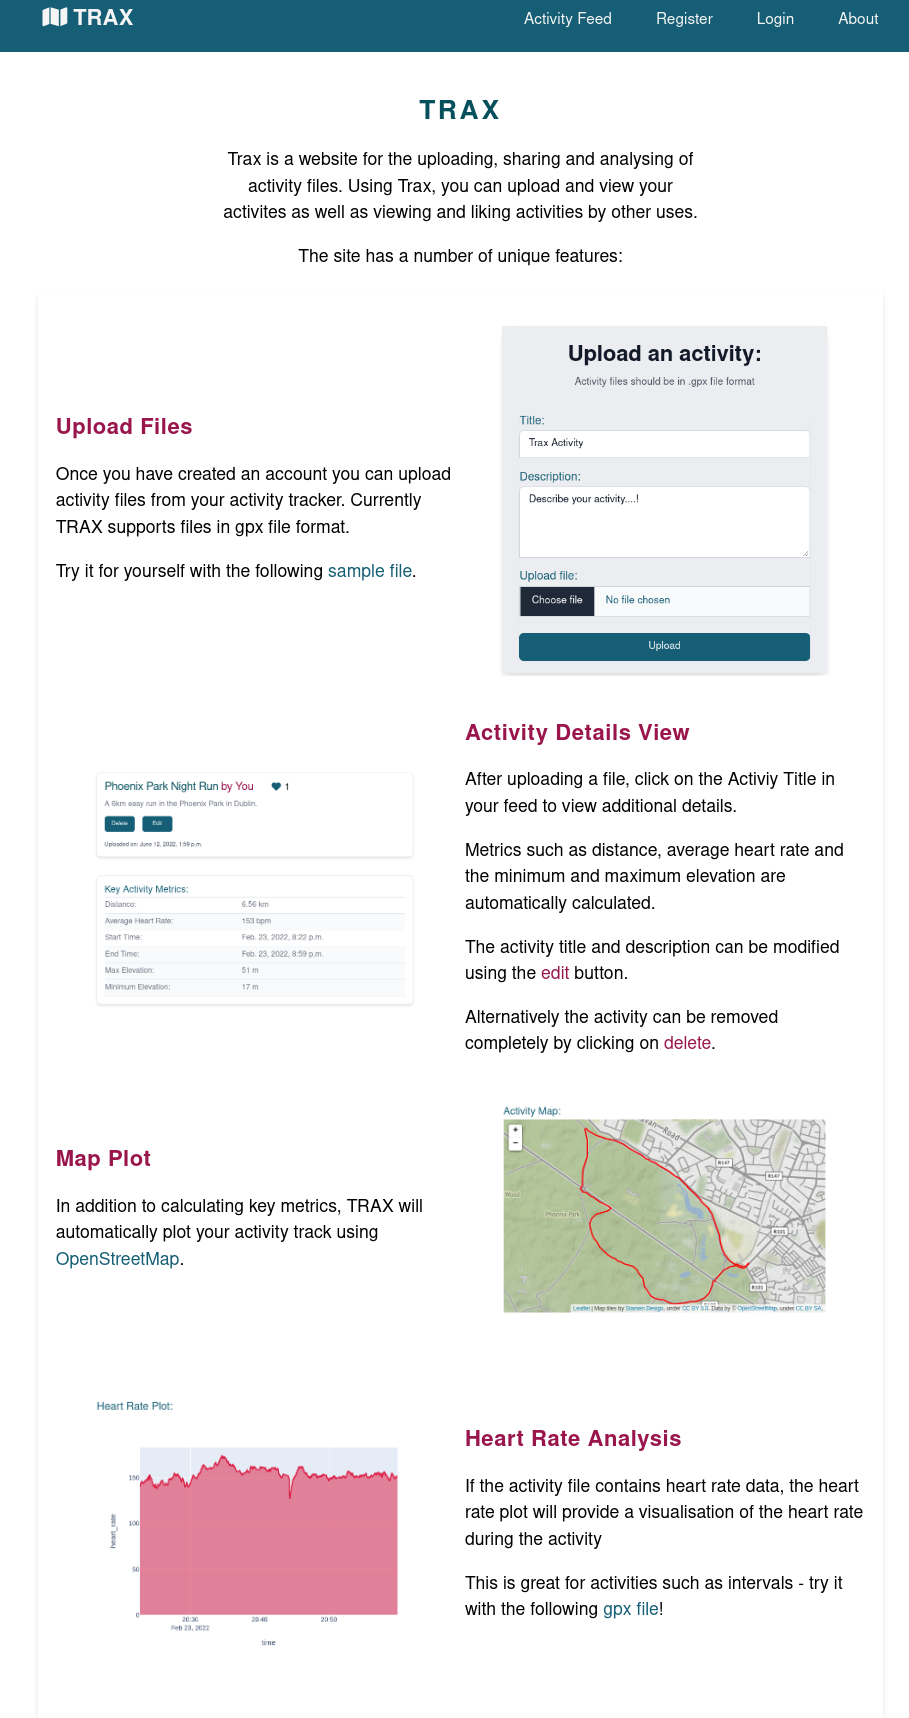 TRAX
Activity Feed
Register
Login
About
TRAX
Trax is a website for the uploading, sharing and analysing of
activity files. Using Trax, you can upload and view your
activites as well as viewing and liking activities by other uses.
The site has a number of unique features:
Upload Files
Once you have created an account you can upload
activity files from your activity tracker. Currently
TRAX supports files in gpx file format.
Try it for yourself with the following sample file.
Upload an activity:
Activity files should be in .gpx file format
Title:
Trax Activity
Description:
Describe your activity....!
Upload file:
Choose file
No file chosen
Upload
Phoenix Park Night Run by You
1
A 6km easy run in the Phoenix Park in Dublin.
Delete
Edit
Uploaded on: June 12, 2022, 1:59 p.m.
Key Activity Metrics:
Distance: 6.56 km
Average Heart Rate: 153 bpm
Start Time: Feb. 23, 2022, 8:22 p.m.
End Time: Feb. 23, 2022, 8:59 p.m.
Max Elevation: 51 m
Minimum Elevation: 17 m
Activity Details View
After uploading a file, click on the Activiy Title in
your feed to view additional details.
Metrics such as distance, average heart rate and
the minimum and maximum elevation are
automatically calculated.
The activity title and description can be modified
using the edit button.
Alternatively the activity can be removed
completely by clicking on delete.
Map Plot
In addition to calculating key metrics, TRAX will
automatically plot your activity track using
OpenStreetMap.
Activity Map:
+
−
Road
R147
R147
Wood
Phoenix Park
R101
R101
Leaflet | Map tiles by Stamen Design, under CC BY 3.0. Data by © OpenStreetMap, under CC BY SA.
Heart Rate Plot:
150
100
50
0
heart_rate
20:30
20:40
20:50
Feb 23, 2022
time
Heart Rate Analysis
If the activity file contains heart rate data, the heart
rate plot will provide a visualisation of the heart rate
during the activity
This is great for activities such as intervals - try it
with the following gpx file!